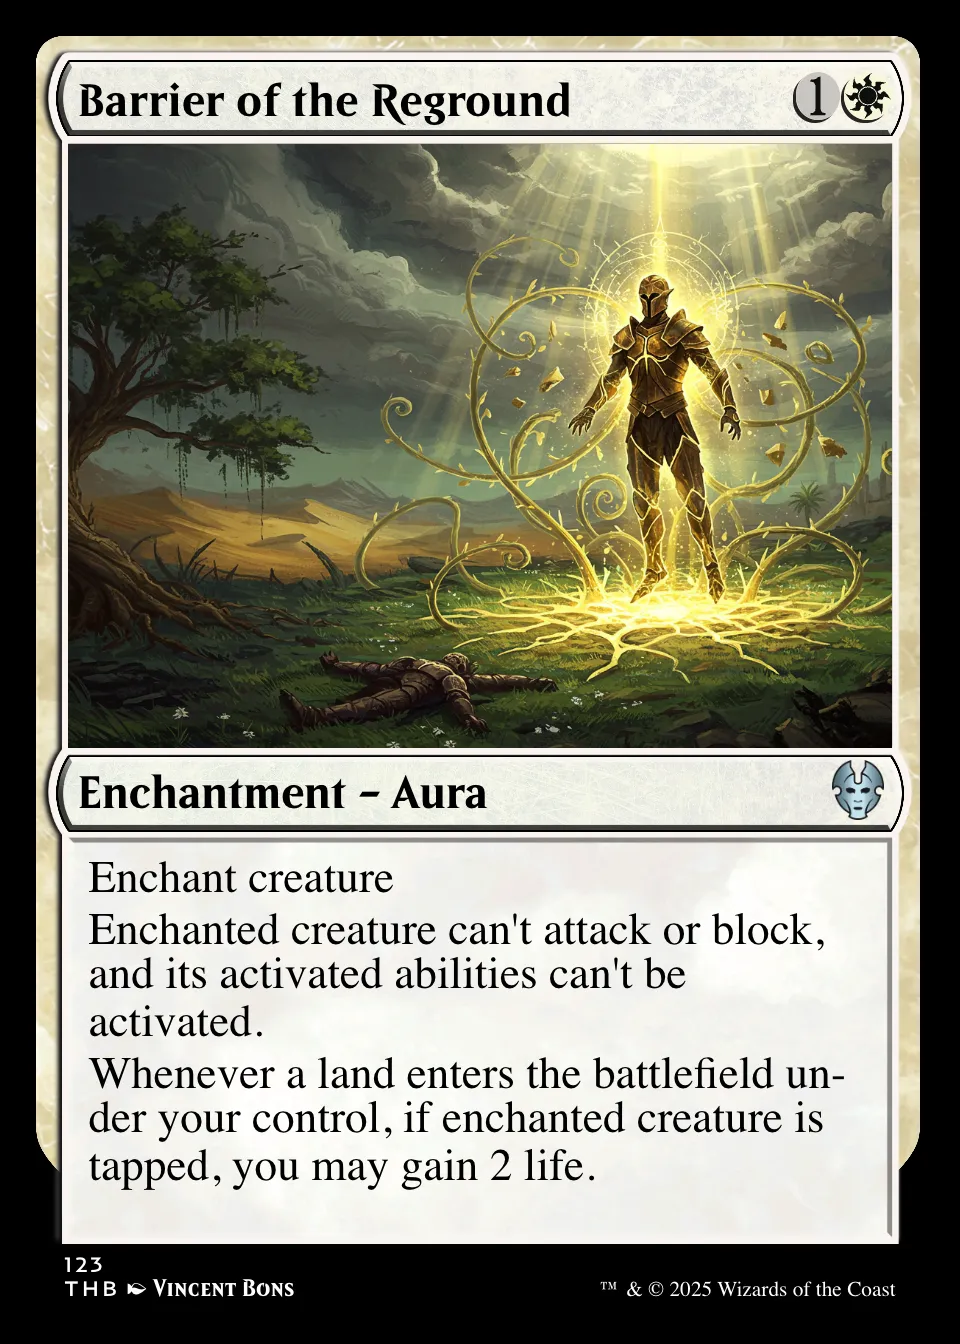 Barrier of the Reground 1
Enchantment – Aura
Enchant creature
Enchanted creature can't attack or block,
and its activated abilities can't be
activated.
Whenever a land enters the battlefield un-
der your control, if enchanted creature is
tapped, you may gain 2 life.
123
THB Vincent Bons
™ & © 2025 Wizards of the Coast